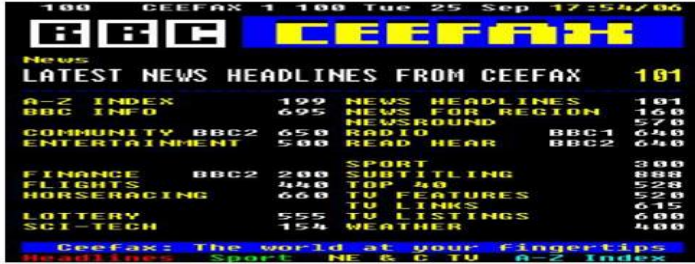 100 CEEFAX 1 100 Tue 25 Sep 17:54/06
BBC CEEFAX
News
LATEST NEWS HEADLINES FROM CEEFAX 101
A-Z INDEX 199 NEWS HEADLINES 101
BBC INFO 695 NEWS FOR REGION 160
NEWSROUND 570
COMMUNITY BBC2 650 RADIO BBC1 640
ENTERTAINMENT 500 READ HEAR BBC2 640
SPORT 300
FINANCE BBC2 200 SUBTITLING 888
FLIGHTS 440 TOP 40 528
HORSERACING 660 TV FEATURES 520
TV LINKS 615
LOTTERY 555 TV LISTINGS 600
SCI-TECH 154 WEATHER 400
Ceefax: The world at your fingertips
Headlines Sport NE & C TV A-Z Index